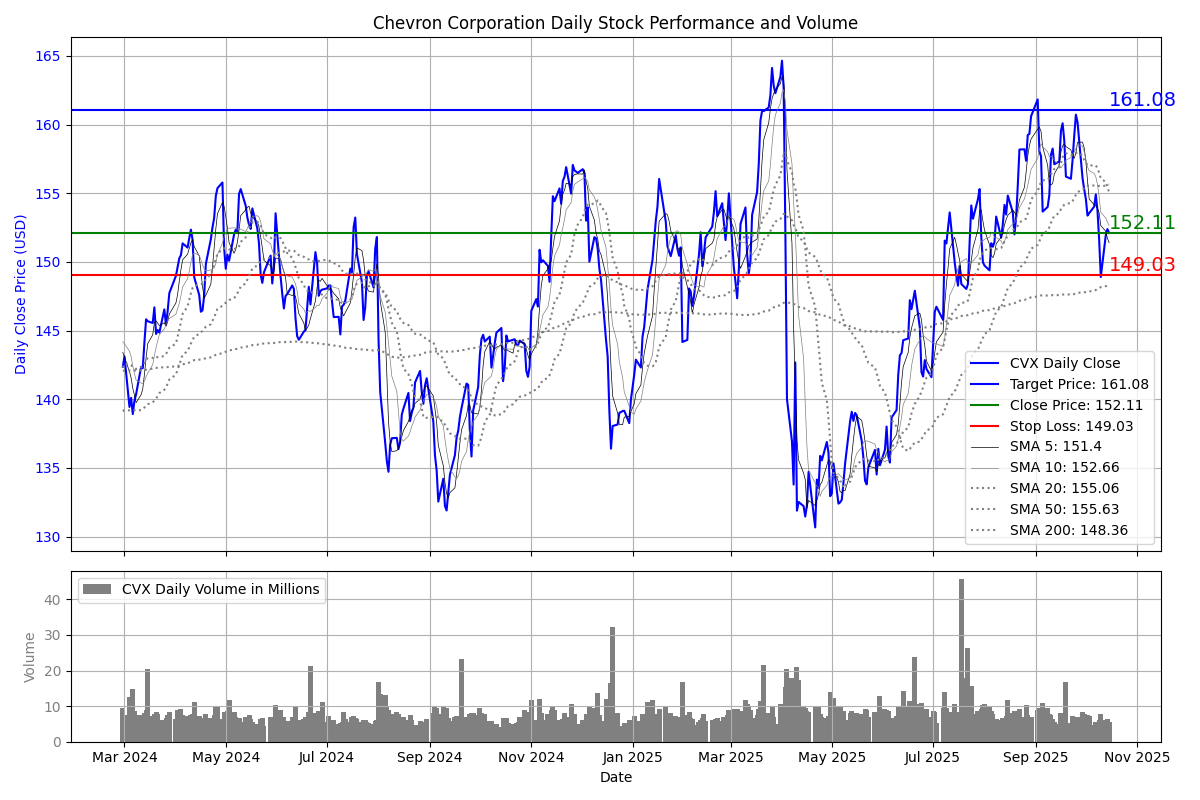 Chevron Corporation Daily Stock Performance and Volume
Daily Close Price (USD)
165
160
155
150
145
140
135
130
161.08
152.11
149.03
CVX Daily Close
Target Price: 161.08
Close Price: 152.11
Stop Loss: 149.03
SMA 5: 151.4
SMA 10: 152.66
SMA 20: 155.06
SMA 50: 155.63
SMA 200: 148.36
Volume
40
30
20
10
0
CVX Daily Volume in Millions
Mar 2024 May 2024 Jul 2024 Sep 2024 Nov 2024 Jan 2025 Mar 2025 May 2025 Jul 2025 Sep 2025 Nov 2025
Date